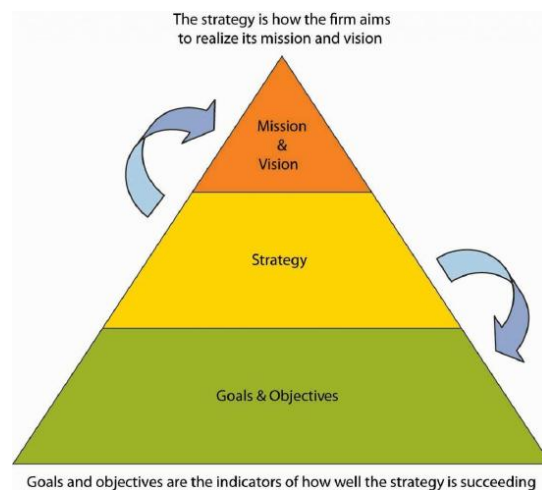 The strategy is how the firm aims
to realize its mission and vision
Mission
&
Vision
Strategy
Goals & Objectives
Goals and objectives are the indicators of how well the strategy is succeeding